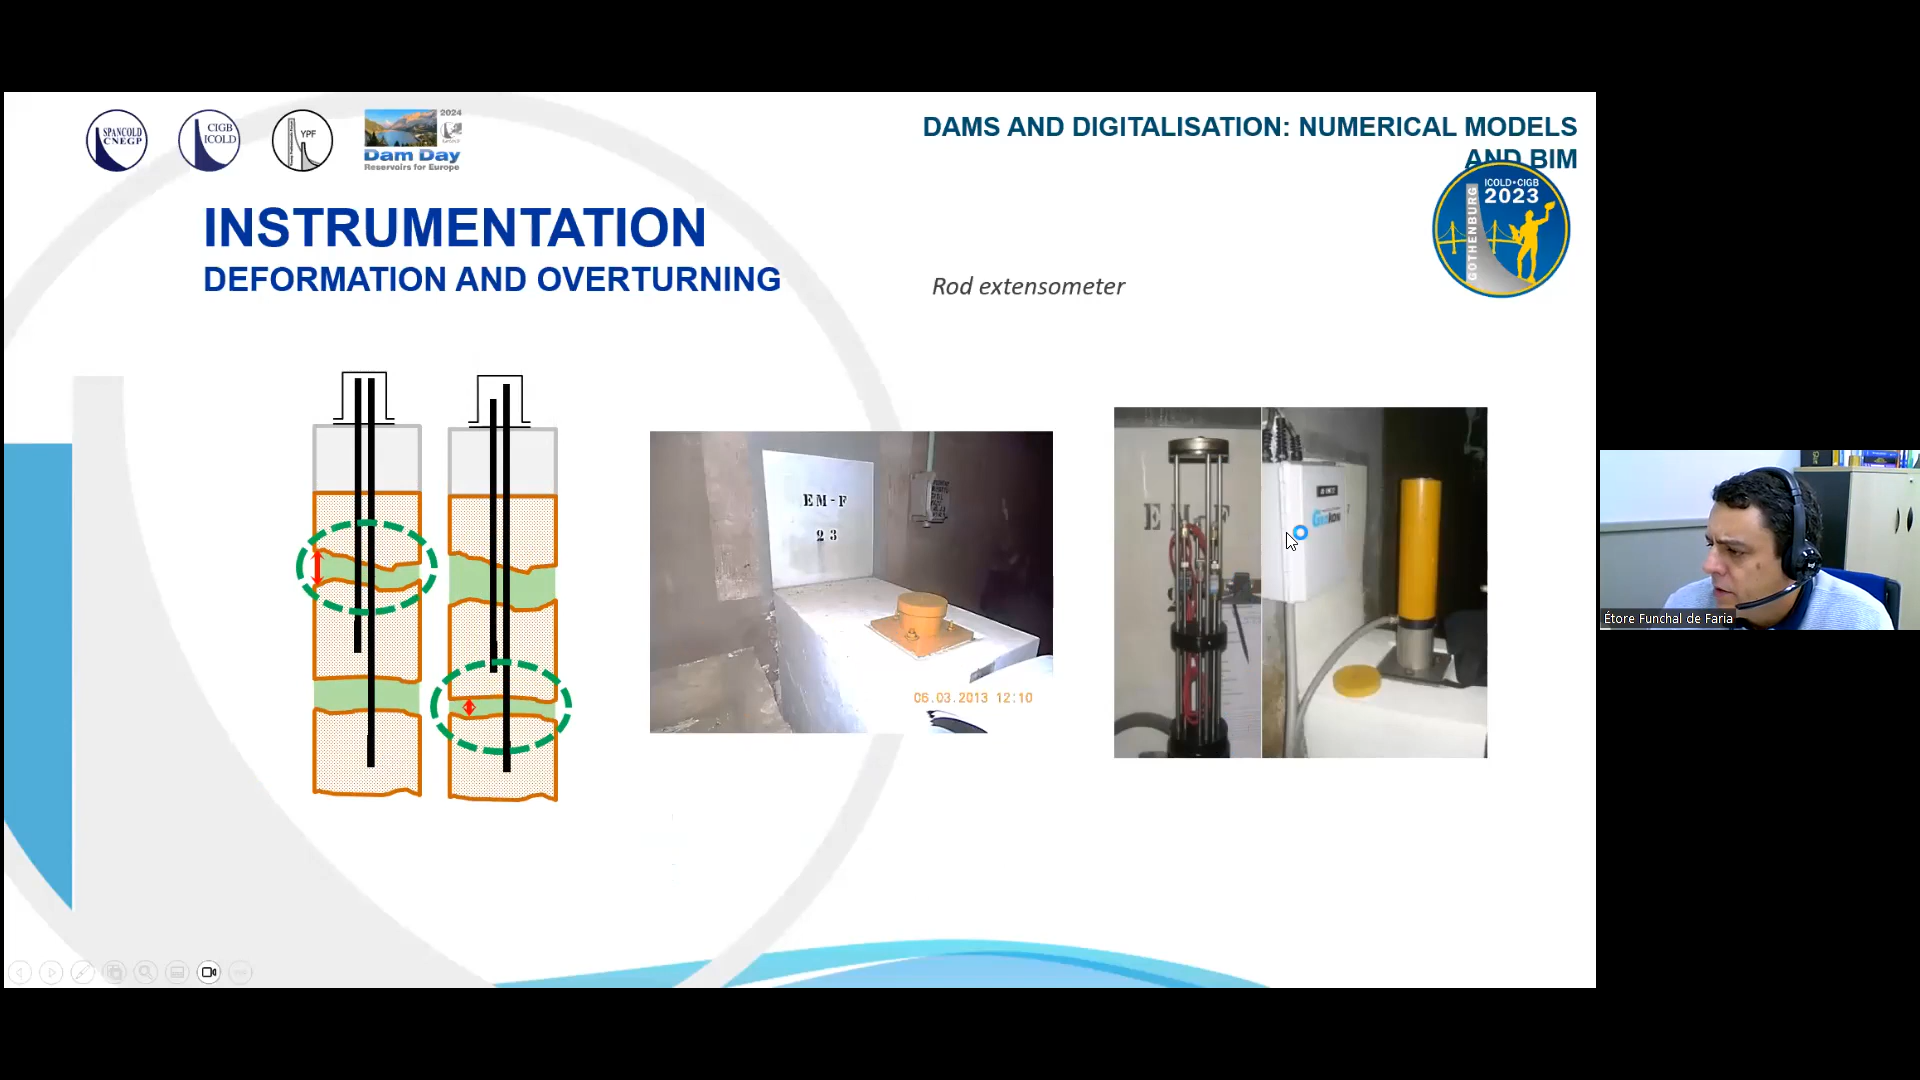 SPANCOLD
CNEGP
CIGB
ICOLD
YPF
2024
Dam Day
Reservoirs for Europe
DAMS AND DIGITALISATION: NUMERICAL MODELS
AND BIM
ICOLD•CIGB
2023
GOTHENBURG
INSTRUMENTATION
DEFORMATION AND OVERTURNING
Rod extensometer
EM-F
23
06.03.2013 12:10
Étore Funchal de Faria